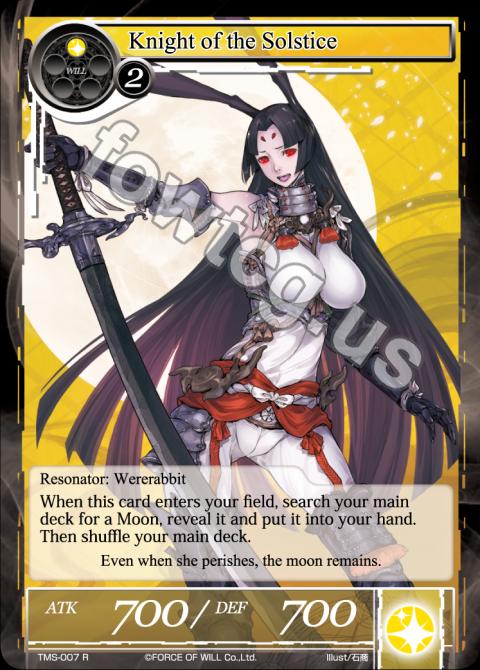 Knight of the Solstice
WILL
2
fowtcg.us
Resonator: Wererabbit
When this card enters your field, search your main
deck for a Moon, reveal it and put it into your hand.
Then shuffle your main deck.
Even when she perishes, the moon remains.
ATK 700 / DEF 700
TMS-007 R ©FORCE OF WILL Co.,Ltd. Illust/石商